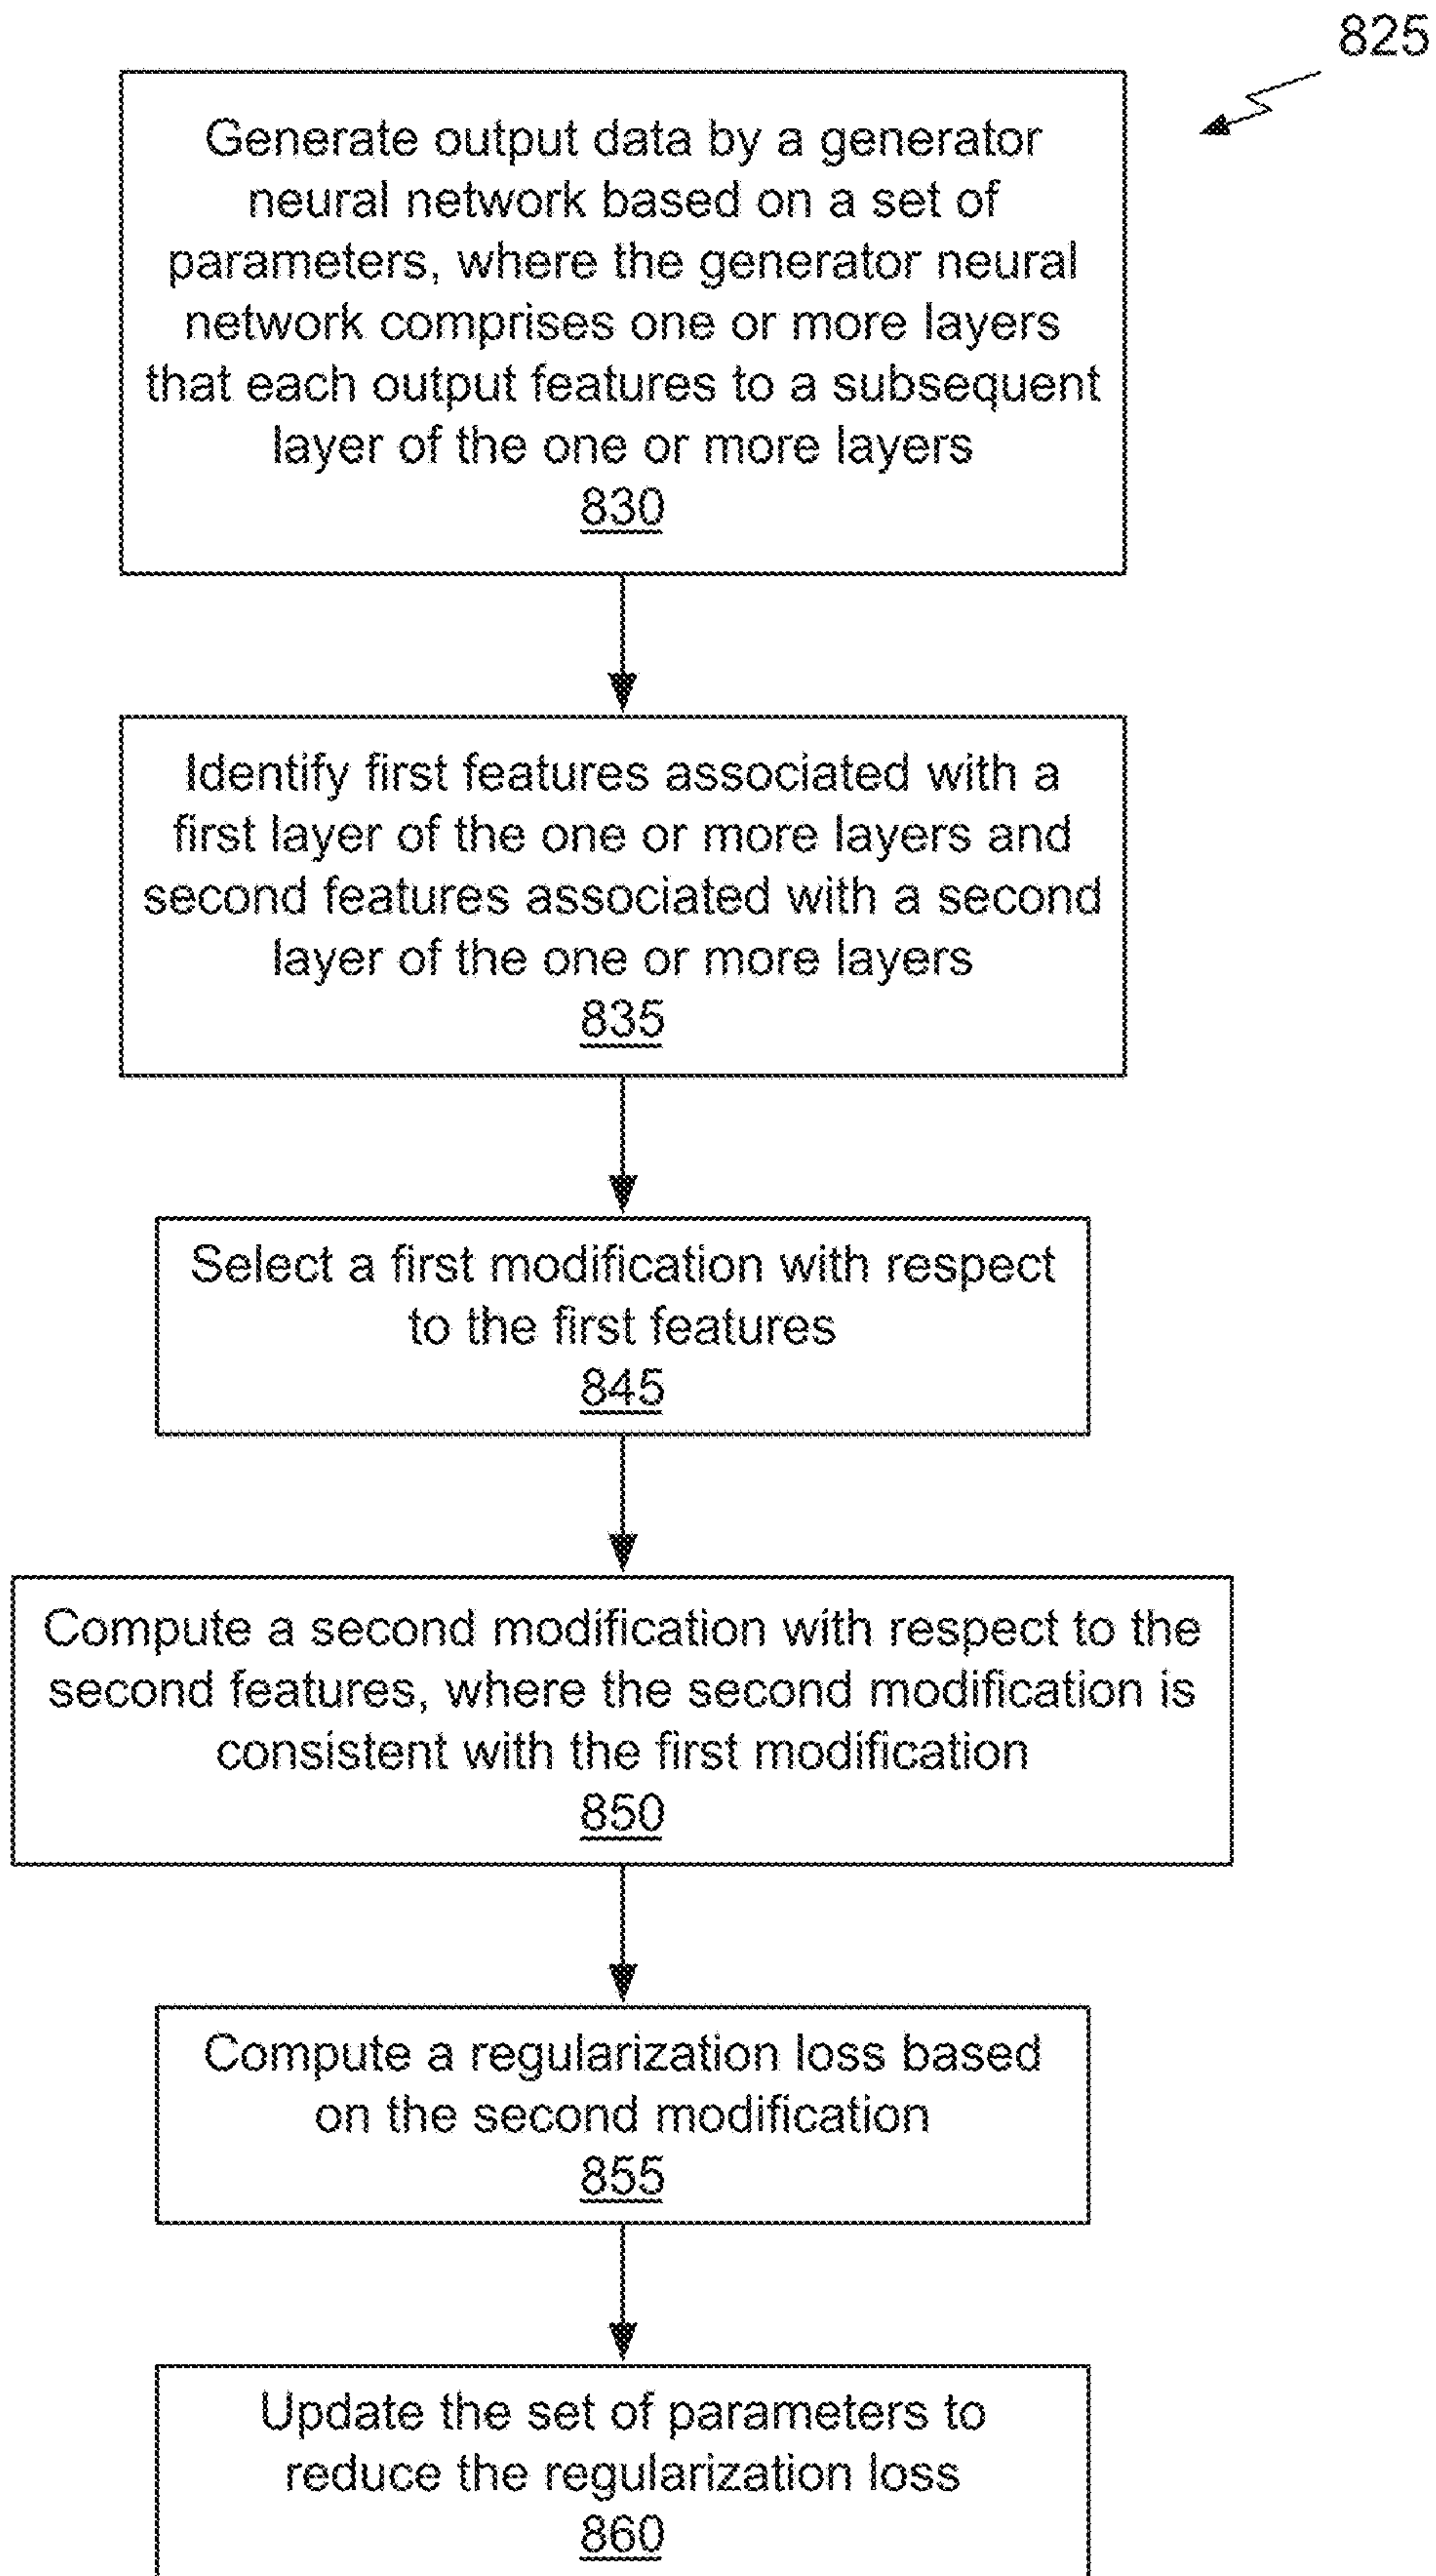 825
Generate output data by a generator
neural network based on a set of
parameters, where the generator neural
network comprises one or more layers
that each output features to a subsequent
layer of the one or more layers
830
Identify first features associated with a
first layer of the one or more layers and
second features associated with a second
layer of the one or more layers
835
Select a first modification with respect
to the first features
845
Compute a second modification with respect to the
second features, where the second modification is
consistent with the first modification
850
Compute a regularization loss based
on the second modification
855
Update the set of parameters to
reduce the regularization loss
860